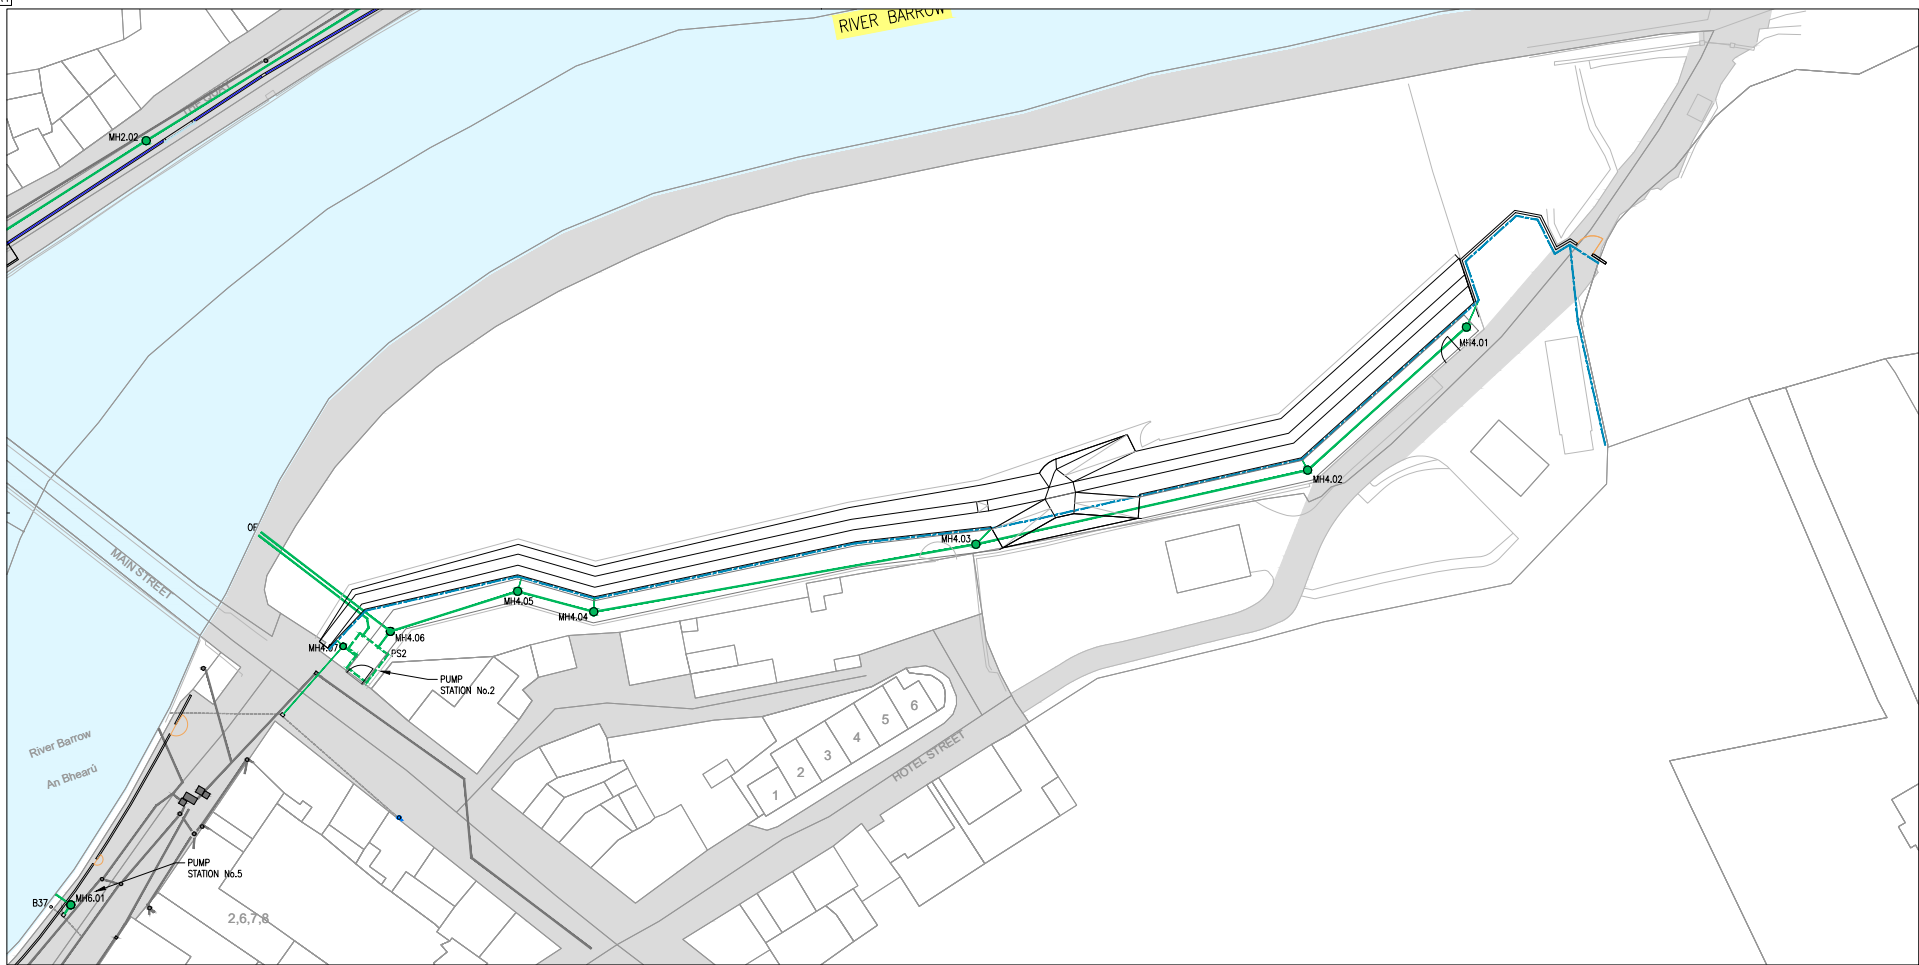 RIVER BARROW
THE QUAY
MH2.02
MH4.01
MH4.02
OF
MH4.03
MAIN STREET
MH4.05
MH4.04
MH4.06
MH4.07
PS2
PUMP
STATION No.2
6
5
4
3
2
1
HOTEL STREET
River Barrow
An Bhearú
PUMP
STATION No.5
B37
MH6.01
2,6,7,8